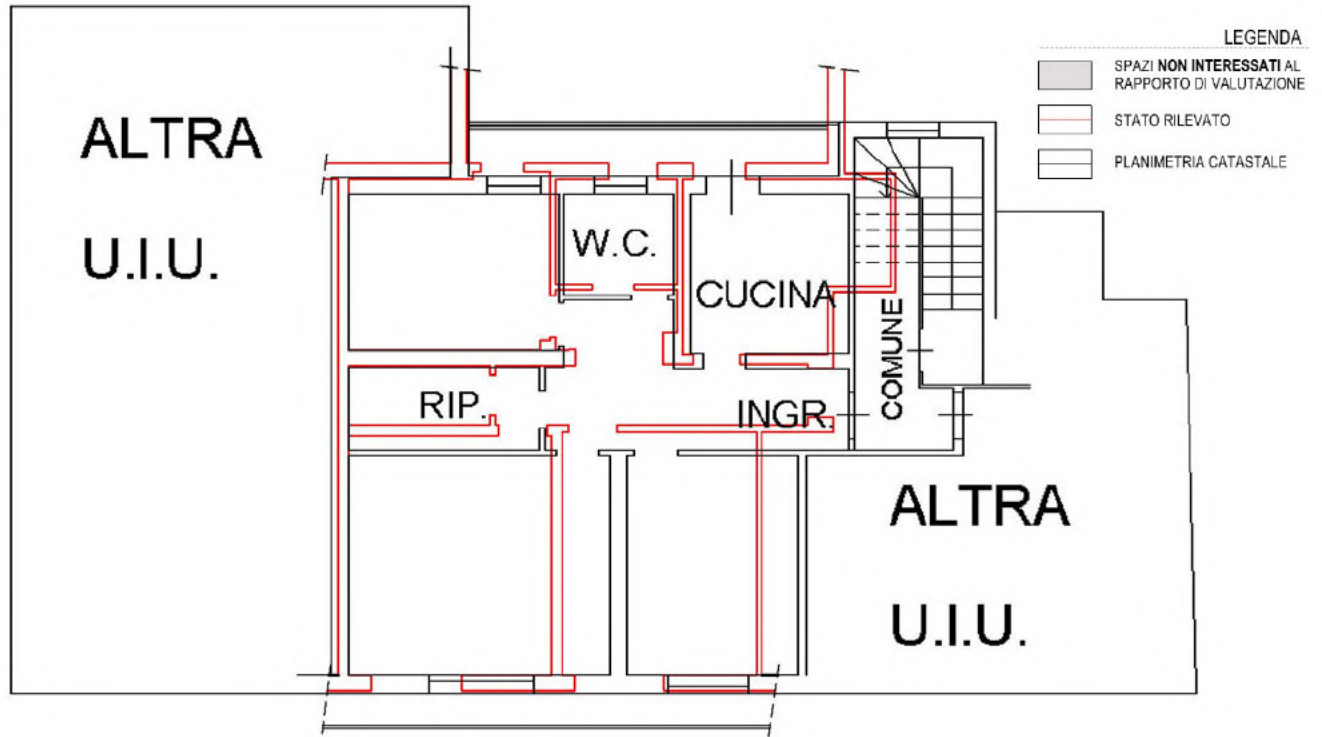 LEGENDA
SPAZI NON INTERESSATI AL
RAPPORTO DI VALUTAZIONE
STATO RILEVATO
PLANIMETRIA CATASTALE
ALTRA
U.I.U.
W.C.
CUCINA
COMUNE
RIP.
INGR.
ALTRA
U.I.U.